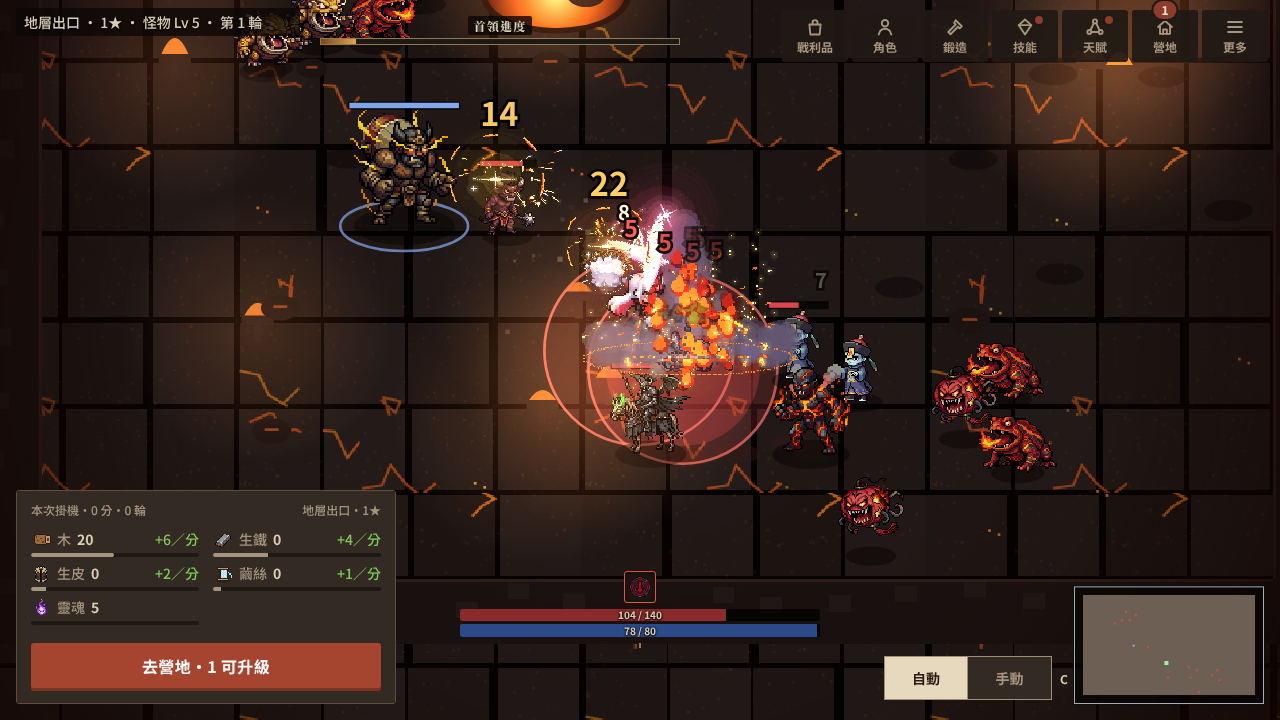 地層出口 · 1★ · 怪物 Lv 5 · 第 1 輪
首領進度
戰利品
角色
鍛造
技能
天賦
1
營地
更多
14
22
8
5
5
5
5
7
本次掛機 · 0 分 · 0 輪
地層出口 · 1★
木 20
+6／分
生鐵 0
+4／分
生皮 0
+2／分
繭絲 0
+1／分
靈魂 5
去營地 · 1 可升級
104 / 140
78 / 80
自動
手動
C